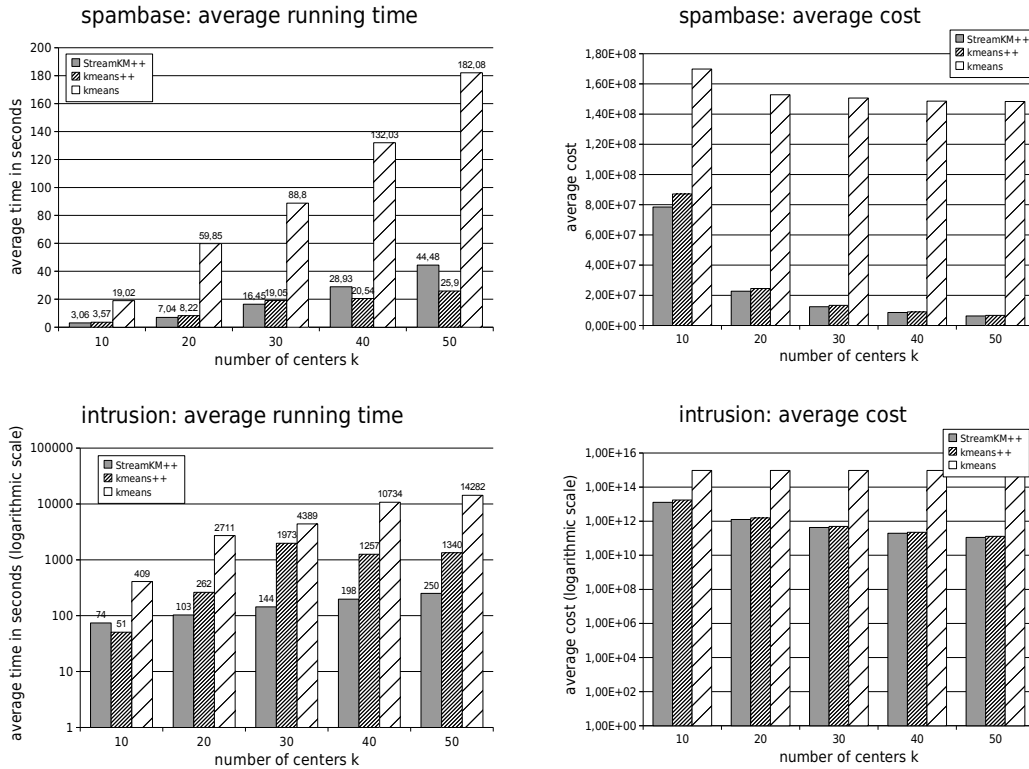 spambase: average running time
average time in seconds
200
180
160
140
120
100
80
60
40
20
0
StreamKM++
kmeans++
kmeans
3,06
3,57
19,02
7,04
8,22
59,85
16,45
19,05
88,8
28,93
20,54
132,03
44,48
25,9
182,08
10
20
30
40
50
number of centers k
spambase: average cost
average cost
1,80E+08
1,60E+08
1,40E+08
1,20E+08
1,00E+08
8,00E+07
6,00E+07
4,00E+07
2,00E+07
0,00E+00
StreamKM++
kmeans++
kmeans
10
20
30
40
50
number of centers k
intrusion: average running time
average time in seconds (logarithmic scale)
100000
10000
1000
100
10
1
StreamKM++
kmeans++
kmeans
74
51
409
103
262
2711
144
1973
4389
198
1257
10734
250
1340
14282
10
20
30
40
50
number of centers k
intrusion: average cost
average cost (logarithmic scale)
1,00E+16
1,00E+14
1,00E+12
1,00E+10
1,00E+08
1,00E+06
1,00E+04
1,00E+02
1,00E+00
StreamKM++
kmeans++
kmeans
10
20
30
40
50
number of centers k